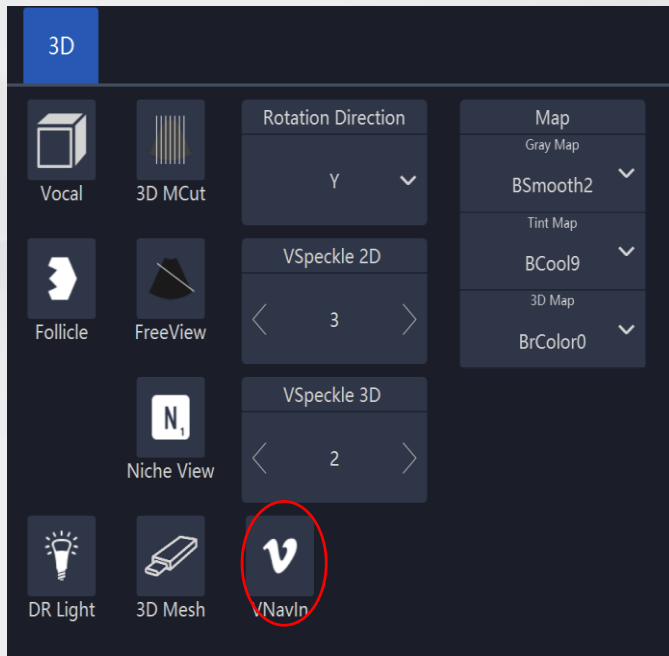 3D
Vocal
3D MCut
Rotation Direction
Y
Map
Gray Map
BSmooth2
Tint Map
BCool9
3D Map
BrColor0
Follicle
FreeView
VSpeckle 2D
3
N1
Niche View
VSpeckle 3D
2
DR Light
3D Mesh
VNavIn